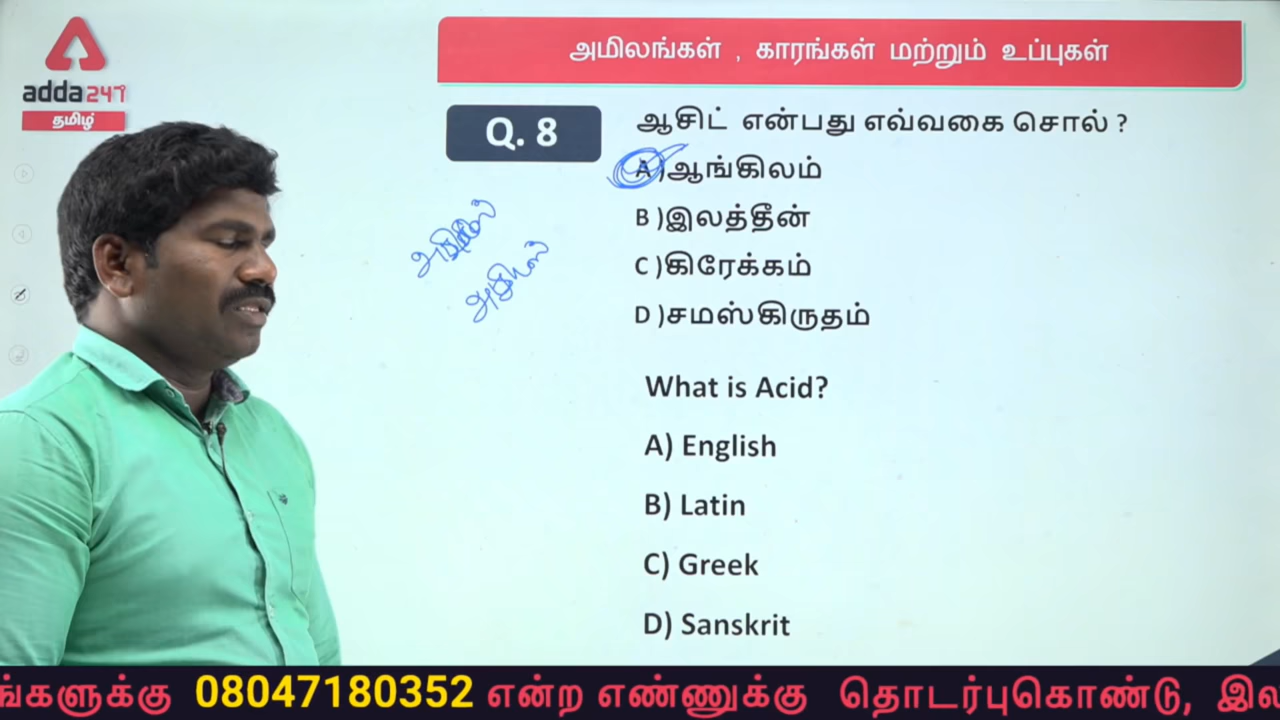 அமிலங்கள் , காரங்கள் மற்றும் உப்புகள்
adda247
தமிழ்
Q. 8
ஆசிட் என்பது எவ்வகை சொல் ?
A )ஆங்கிலம்
B )இலத்தீன்
C )கிரேக்கம்
D )சமஸ்கிருதம்
What is Acid?
A) English
B) Latin
C) Greek
D) Sanskrit
ங்களுக்கு 08047180352 என்ற எண்ணுக்கு தொடர்புகொண்டு, இல